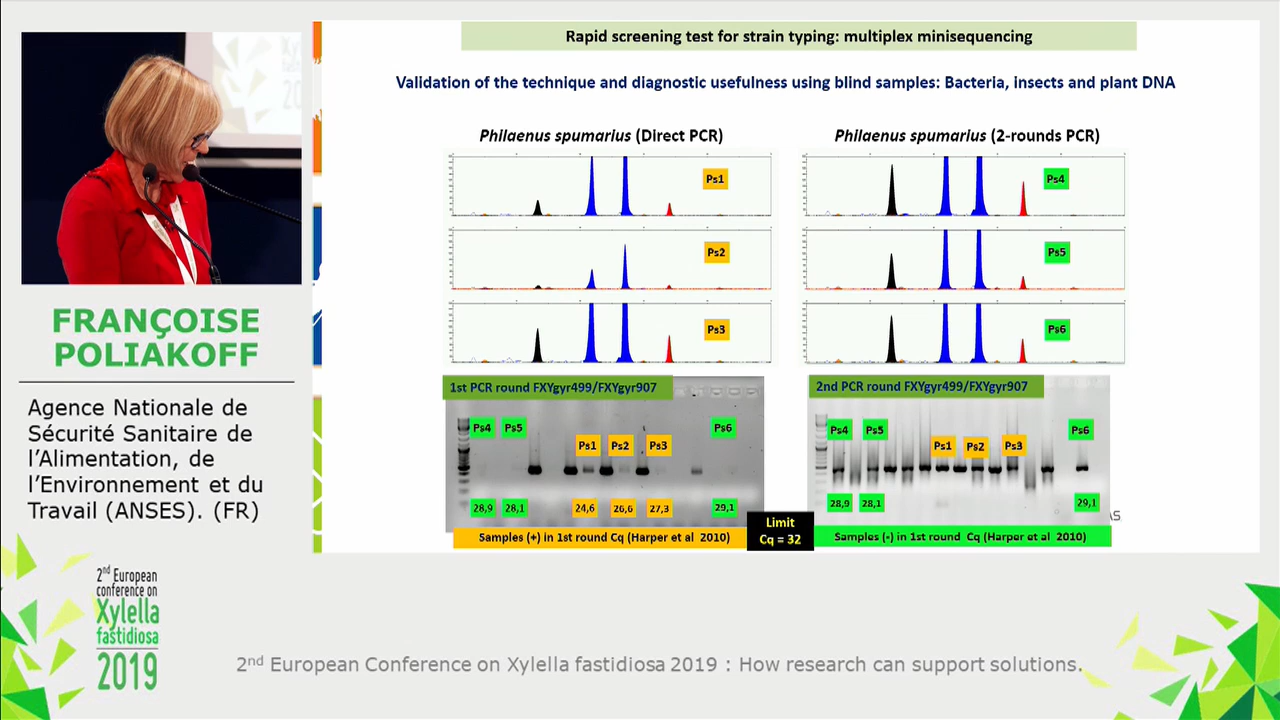 Rapid screening test for strain typing: multiplex minisequencing
Validation of the technique and diagnostic usefulness using blind samples: Bacteria, insects and plant DNA
Philaenus spumarius (Direct PCR)
Ps1
Ps2
Ps3
Philaenus spumarius (2-rounds PCR)
Ps4
Ps5
Ps6
1st PCR round FXYgyr499/FXYgyr907
Ps4 Ps5 Ps6
Ps1 Ps2 Ps3
28,9 28,1 24,6 26,6 27,3 29,1
Samples (+) in 1st round Cq (Harper et al 2010)
Limit
Cq = 32
2nd PCR round FXYgyr499/FXYgyr907
Ps4 Ps5 Ps6
Ps1 Ps2 Ps3
28,9 28,1 29,1
Samples (-) in 1st round Cq (Harper et al 2010)
FRANÇOISE
POLIAKOFF
Agence Nationale de
Sécurité Sanitaire de
l'Alimentation, de
l'Environnement et du
Travail (ANSES). (FR)
2nd European
conference on
Xylella
fastidiosa
2019
2nd European Conference on Xylella fastidiosa 2019 : How research can support solutions.